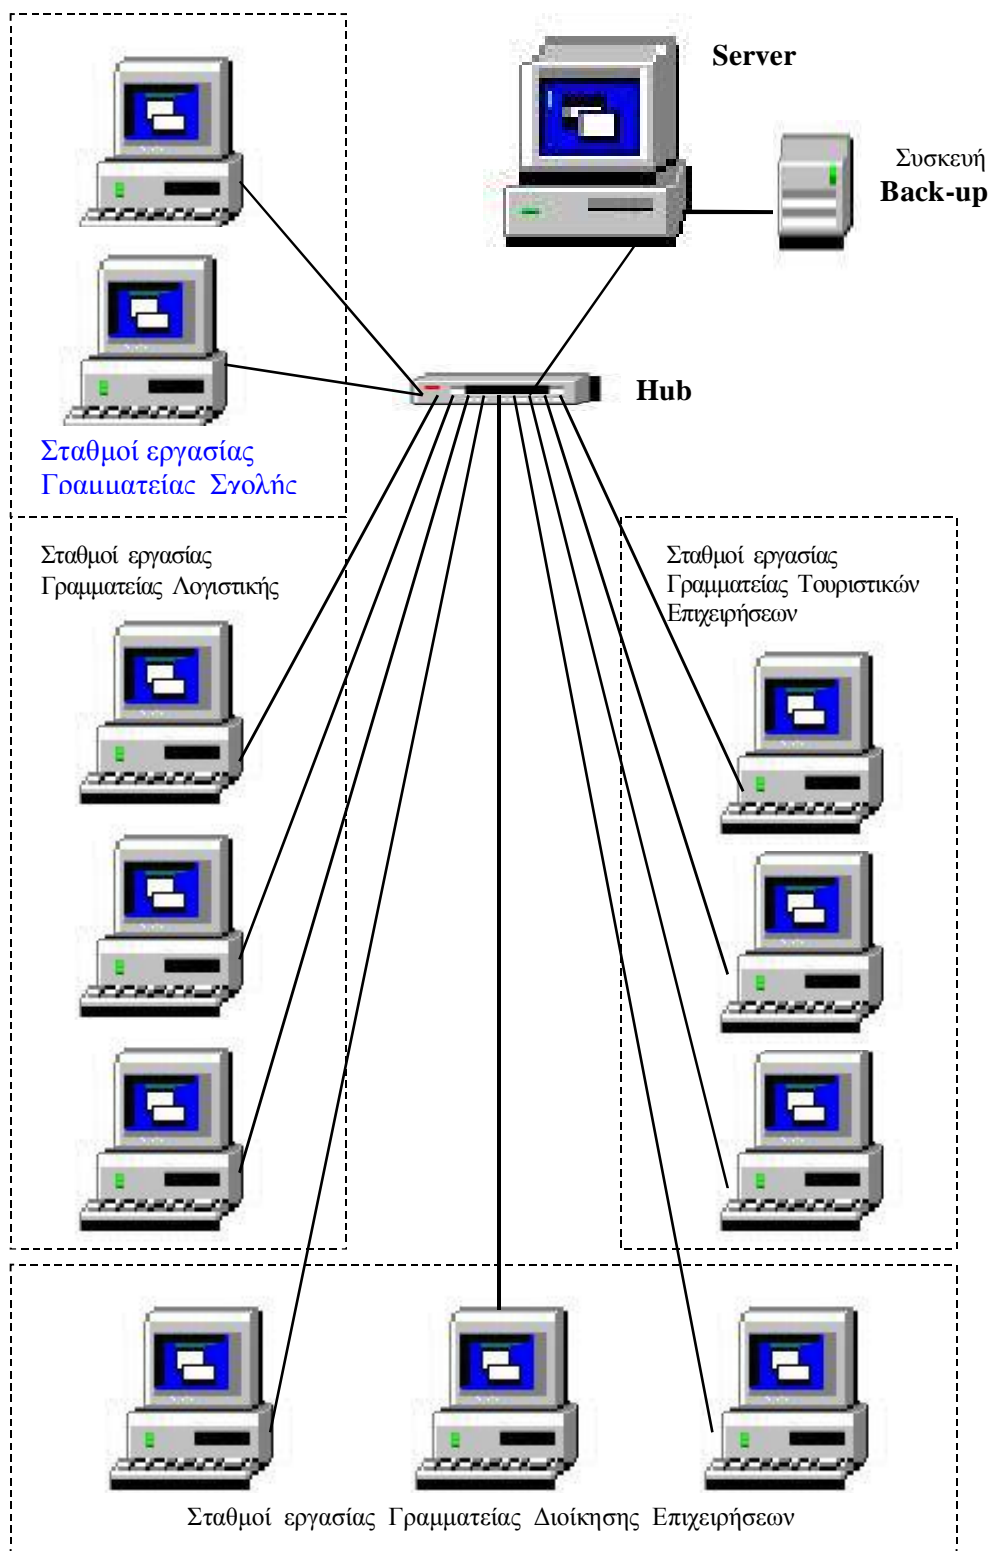 Server
Συσκευή
Back-up
Hub
Σταθμοί εργασίας
Γραμματείας Σχολής
Σταθμοί εργασίας
Γραμματείας Λογιστικής
Σταθμοί εργασίας
Γραμματείας Τουριστικών
Επιχειρήσεων
Σταθμοί εργασίας Γραμματείας Διοίκησης Επιχειρήσεων